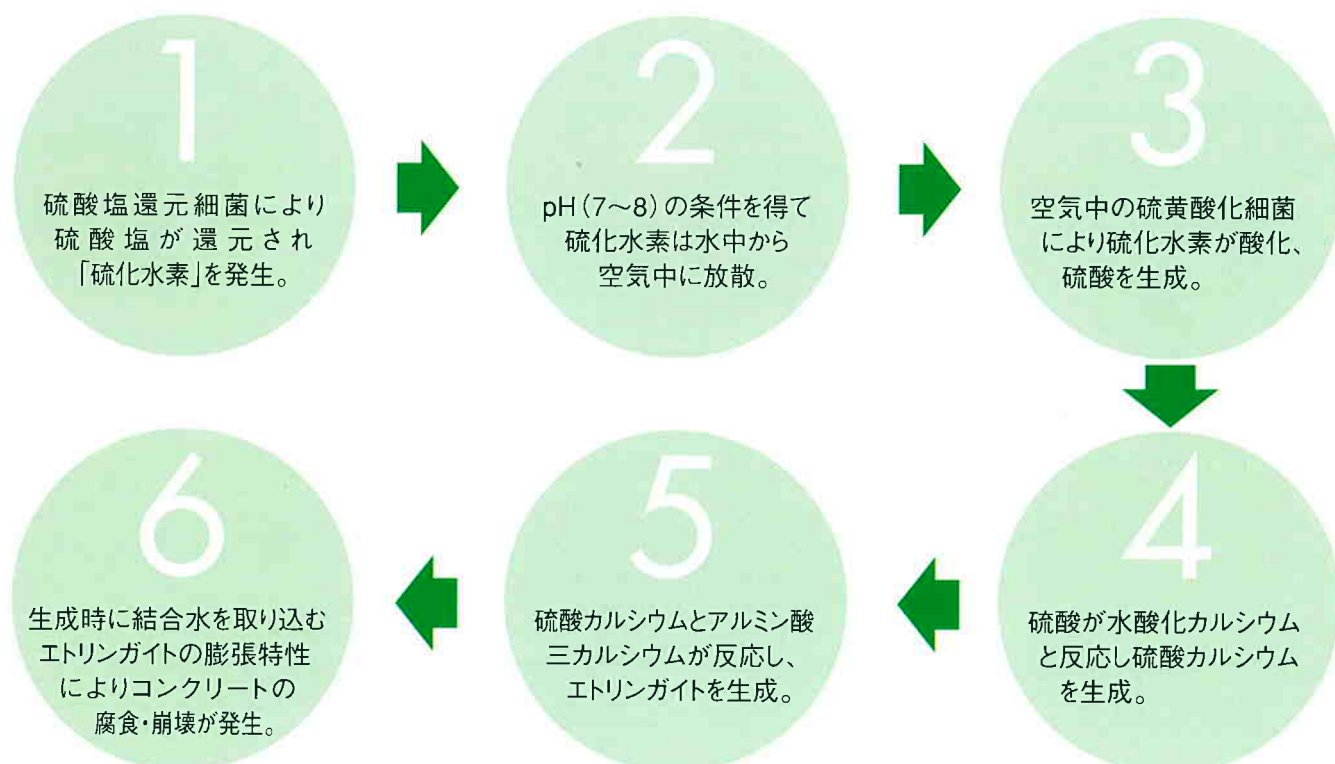 1
硫酸塩還元細菌により
硫酸塩が還元され
「硫化水素」を発生。
2
pH(7~8)の条件を得て
硫化水素は水中から
空気中に放散。
3
空気中の硫黄酸化細菌
により硫化水素が酸化、
硫酸を生成。
4
硫酸が水酸化カルシウム
と反応し硫酸カルシウム
を生成。
5
硫酸カルシウムとアルミン酸
三カルシウムが反応し、
エトリンガイトを生成。
6
生成時に結合水を取り込む
エトリンガイトの膨張特性
によりコンクリートの
腐食・崩壊が発生。